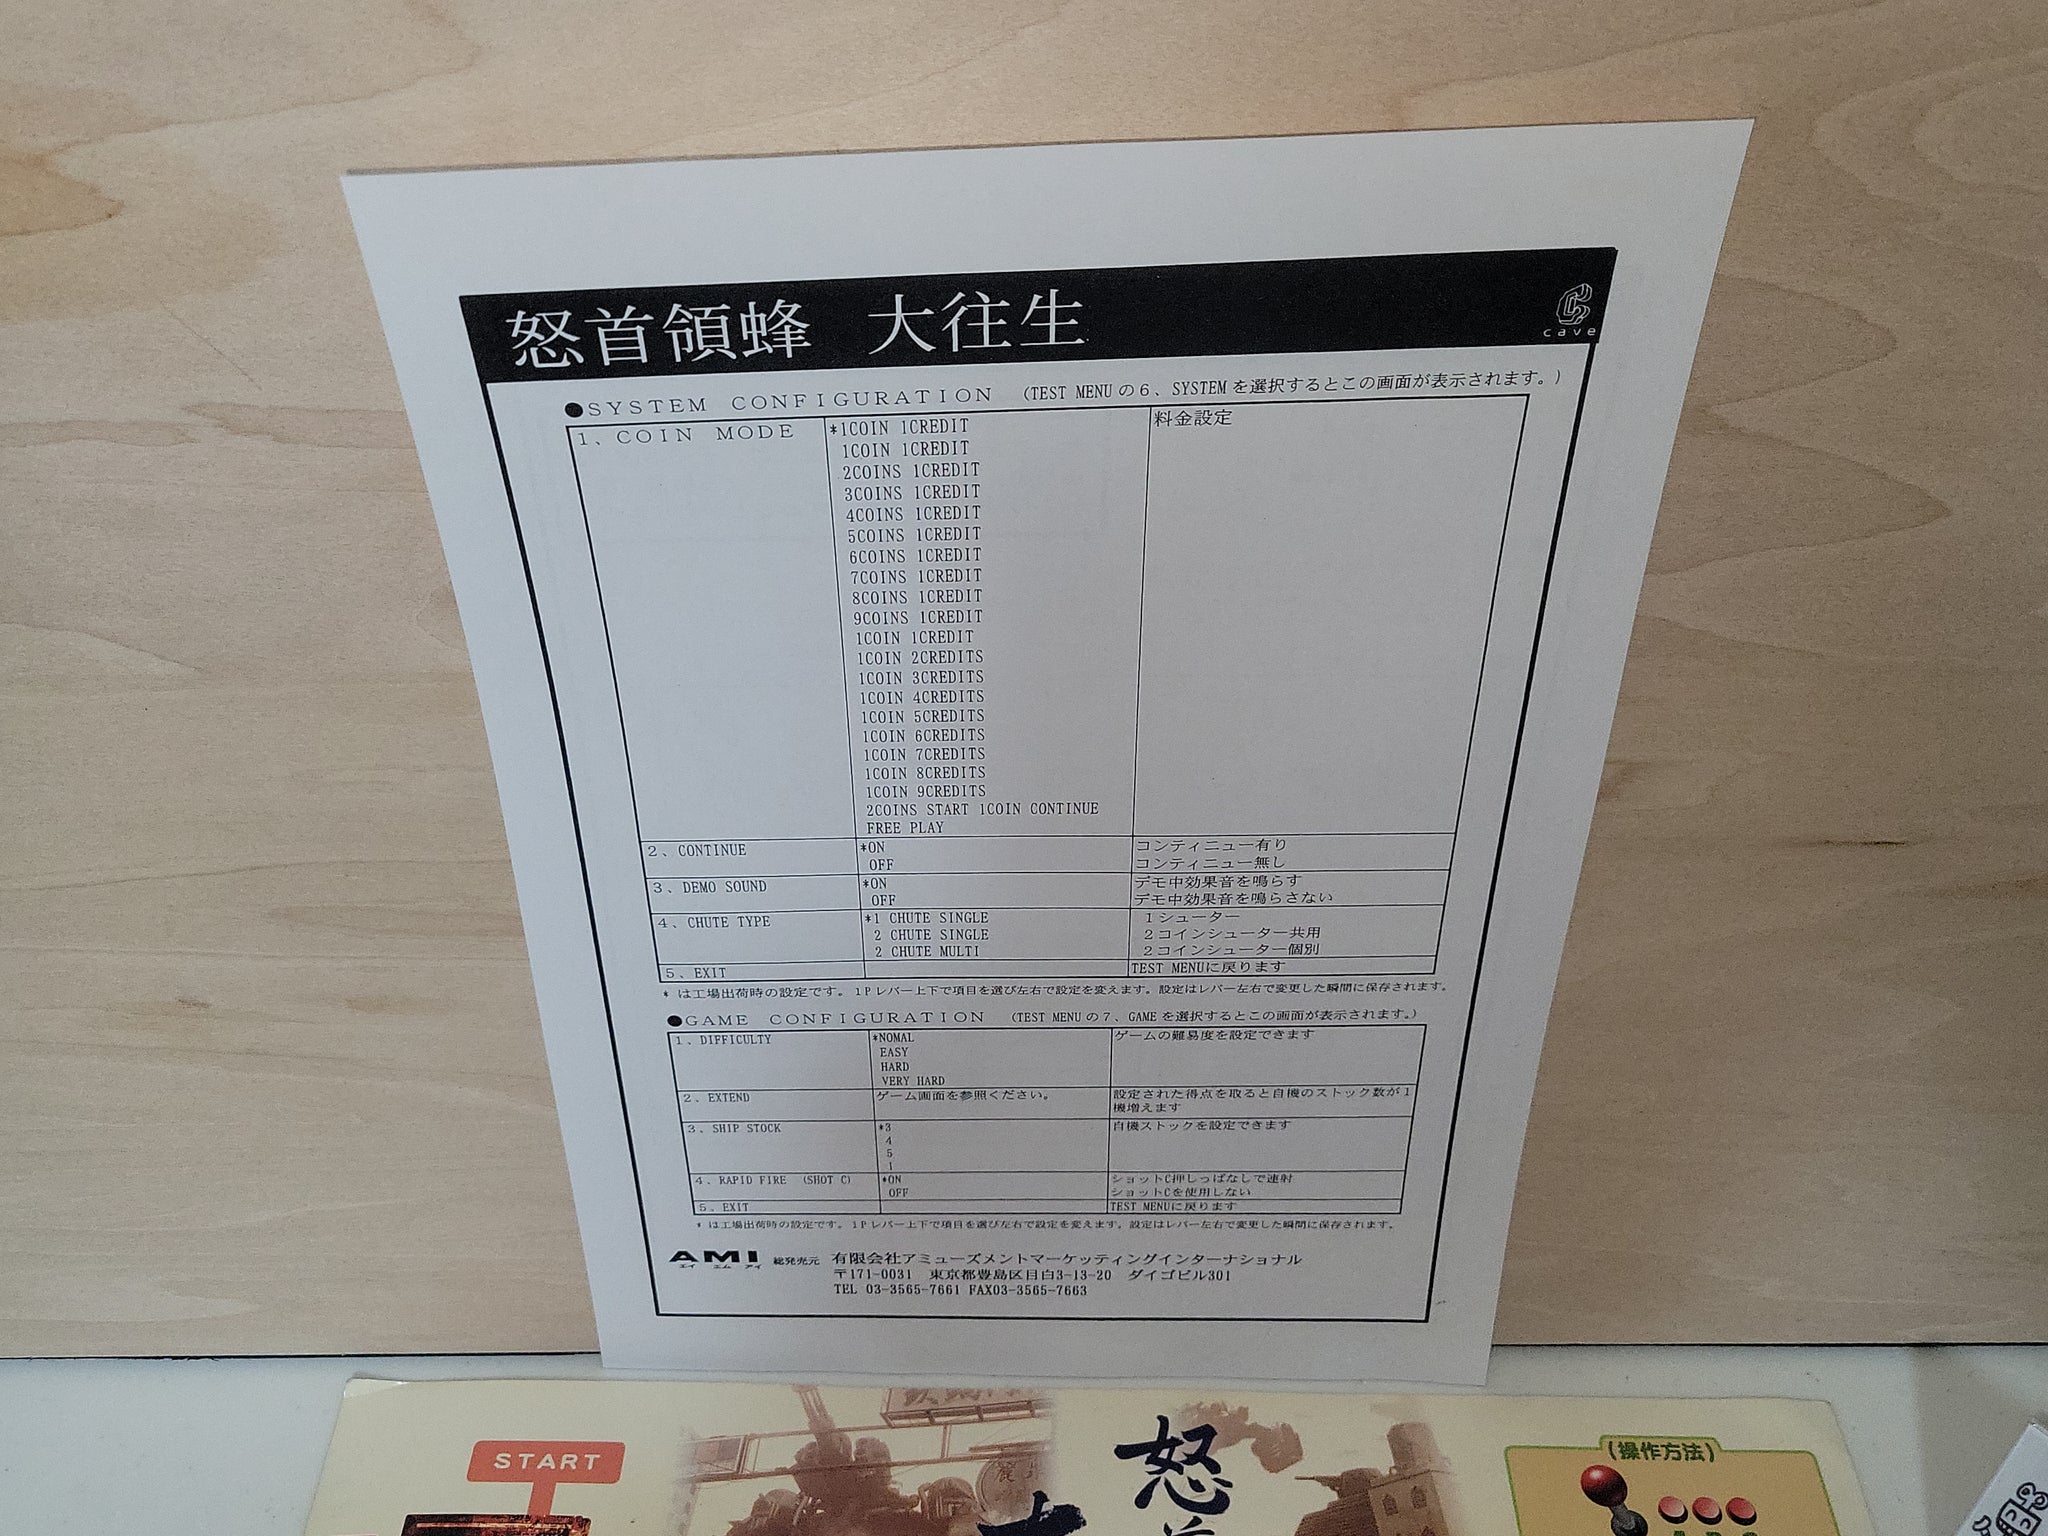 怒首領蜂 大往生
cave
●SYSTEM CONFIGURATION (TEST MENUの6、SYSTEMを選択するとこの画面が表示されます。)
1、COIN MODE
*1COIN 1CREDIT
1COIN 1CREDIT
2COINS 1CREDIT
3COINS 1CREDIT
4COINS 1CREDIT
5COINS 1CREDIT
6COINS 1CREDIT
7COINS 1CREDIT
8COINS 1CREDIT
9COINS 1CREDIT
1COIN 1CREDIT
1COIN 2CREDITS
1COIN 3CREDITS
1COIN 4CREDITS
1COIN 5CREDITS
1COIN 6CREDITS
1COIN 7CREDITS
1COIN 8CREDITS
1COIN 9CREDITS
2COINS START 1COIN CONTINUE
FREE PLAY
料金設定
2、CONTINUE
*ON
OFF
コンティニュー有り
コンティニュー無し
3、DEMO SOUND
*ON
OFF
デモ中効果音を鳴らす
デモ中効果音を鳴らさない
4、CHUTE TYPE
*1 CHUTE SINGLE
2 CHUTE SINGLE
2 CHUTE MULTI
1シューター
2コインシューター共用
2コインシューター個別
5、EXIT
TEST MENUに戻ります
* は工場出荷時の設定です。1Pレバー上下で項目を選び左右で設定を変えます。設定はレバー左右で変更した瞬間に保存されます。
●GAME CONFIGURATION (TEST MENUの7、GAMEを選択するとこの画面が表示されます。)
1、DIFFICULTY
*NOMAL
EASY
HARD
VERY HARD
ゲームの難易度を設定できます
2、EXTEND
ゲーム画面を参照ください。
設定された得点を取ると自機のストック数が1
機増えます
3、SHIP STOCK
*3
4
5
1
自機ストックを設定できます
4、RAPID FIRE (SHOT C)
*ON
OFF
ショットC押しっぱなしで連射
ショットCを使用しない
5、EXIT
TEST MENUに戻ります
* は工場出荷時の設定です。1Pレバー上下で項目を選び左右で設定を変えます。設定はレバー左右で変更した瞬間に保存されます。
AMI 総発売元 有限会社アミューズメントマーケッティングインターナショナル
エイ エム アイ
〒171-0031 東京都豊島区目白3-13-20 ダイゴビル301
TEL 03-3565-7661 FAX03-3565-7663
START
怒
(操作方法)